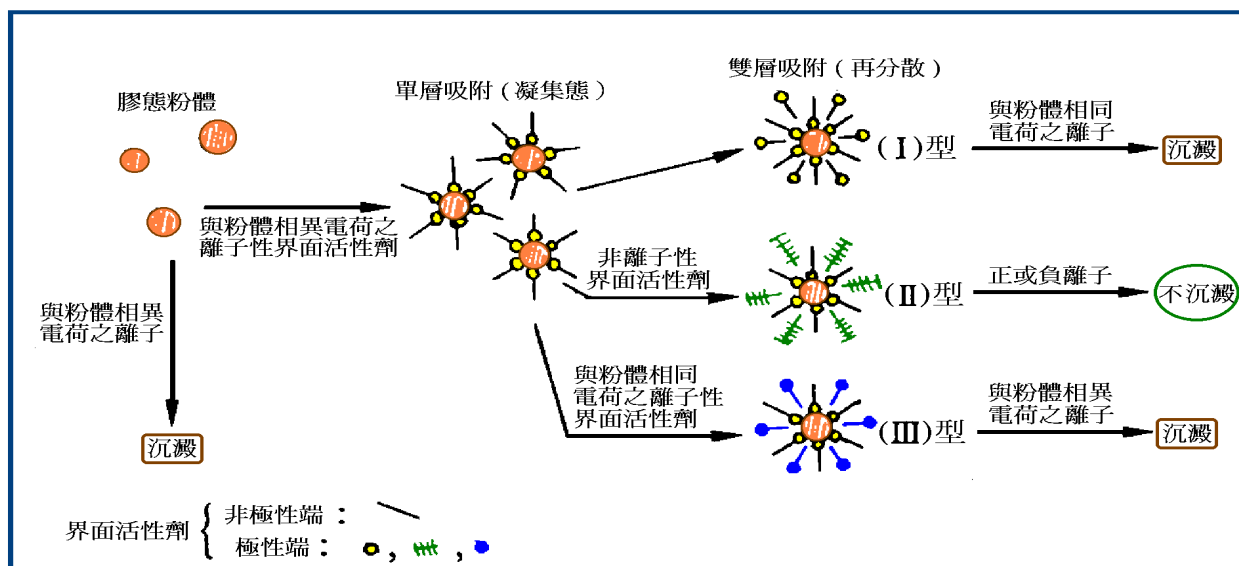 膠態粉體
單層吸附(凝集態)
雙層吸附(再分散)
與粉體相異電荷之
離子性界面活性劑
與粉體相異
電荷之離子
沉澱
(I)型
與粉體相同
電荷之離子
沉澱
非離子性
界面活性劑
(II)型
正或負離子
不沉澱
與粉體相同
電荷之離子性
界面活性劑
(III)型
與粉體相異
電荷之離子
沉澱
界面活性劑
非極性端:
極性端: , ,